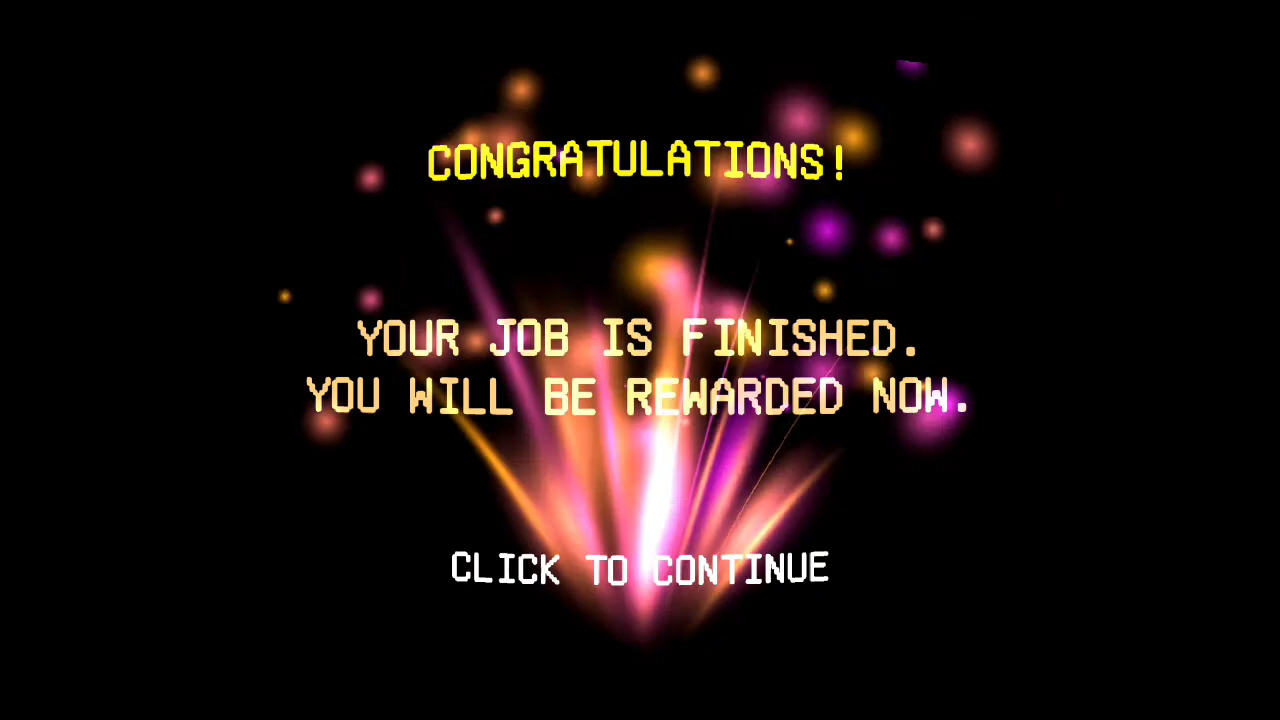 CONGRATULATIONS!
YOUR JOB IS FINISHED.
YOU WILL BE REWARDED NOW.
CLICK TO CONTINUE